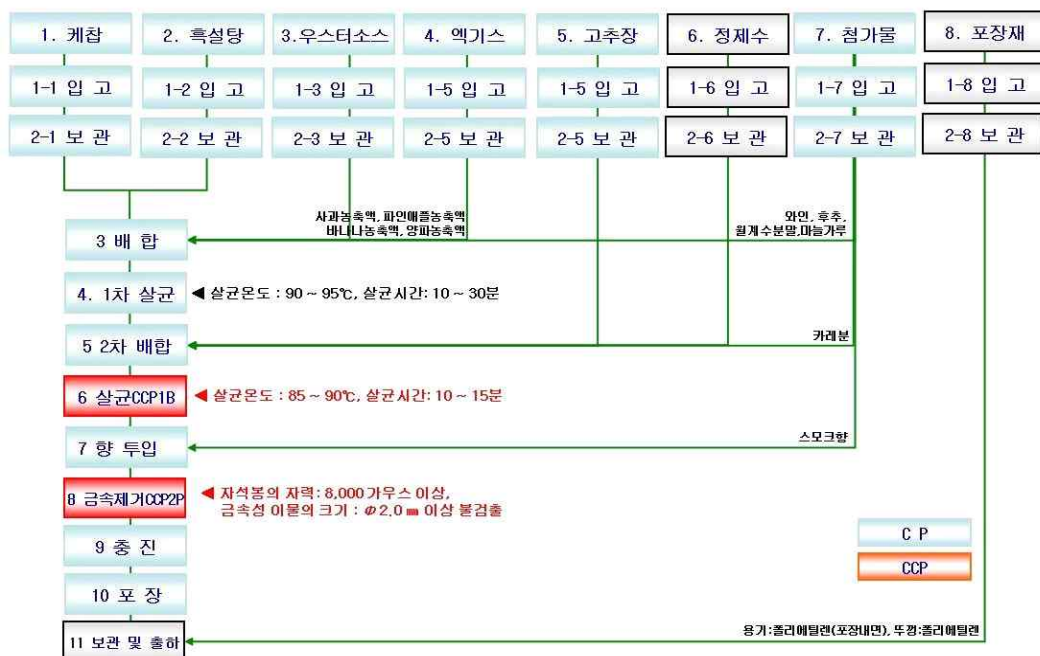 1. 케찹
2. 흑설탕
3.우스터소스
4. 엑기스
5. 고추장
6. 정제수
7. 첨가물
8. 포장재
1-1 입 고
1-2 입 고
1-3 입 고
1-5 입 고
1-5 입 고
1-6 입고
1-7 입 고
1-8 입 고
2-1 보 관
2-2 보 관
2-3 보 관
2-5 보 관
2-5 보 관
2-6 보관
2-7 보 관
2-8 보 관
사과농축액, 파인애플농축액
바나나농축액, 양파농축액
와인, 후추,
월계수분말,마늘가루
3 배 합
4. 1차 살균
◀ 살균온도 : 90 ~ 95℃, 살균시간: 10 ~ 30분
카레분
5 2차 배합
6 살균CCP1B
◀ 살균온도 : 85 ~ 90℃, 살균시간: 10 ~ 15분
스모크향
7 향 투입
8 금속제거CCP2P
◀ 자석봉의 자력: 8,000 가우스 이상,
금속성 이물의 크기 : Φ2.0 ㎜ 이상 불검출
9 충 진
C P
CCP
10 포 장
용기:폴리에틸렌(포장내면), 뚜껑:폴리에틸렌
11 보관 및 출하